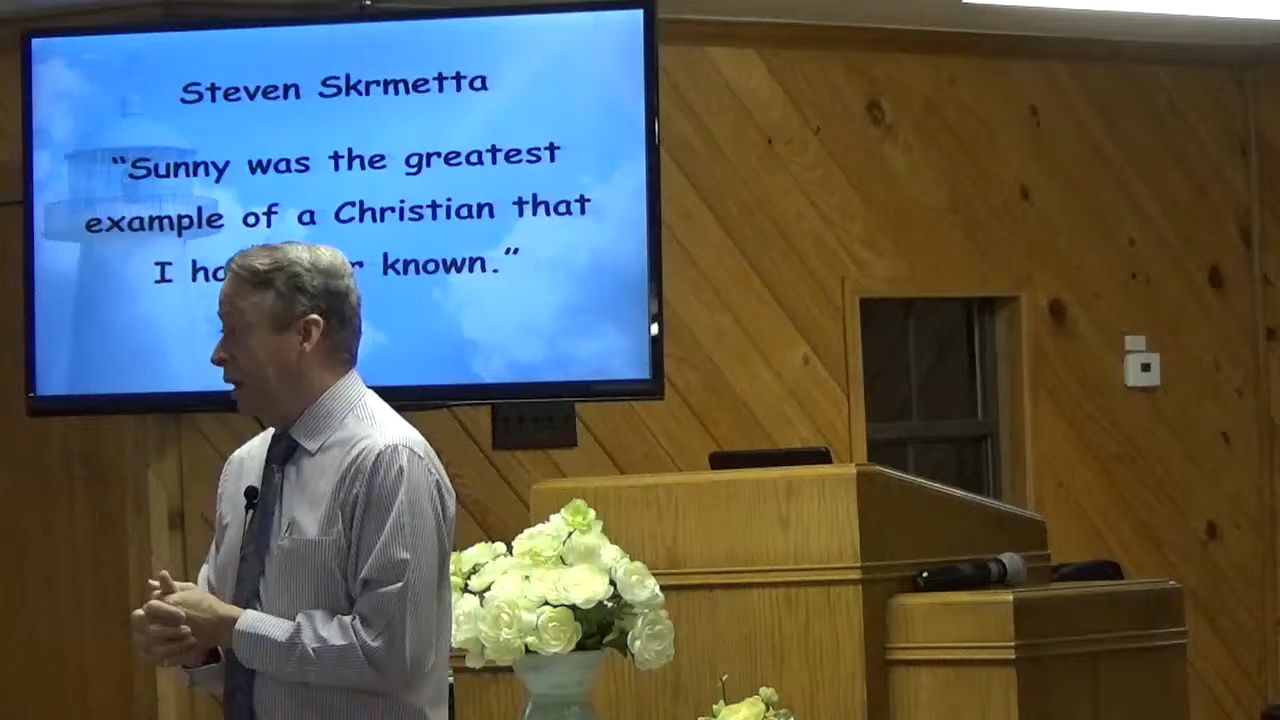 Steven Skrmetta
“Sunny was the greatest
example of a Christian that
I known.”